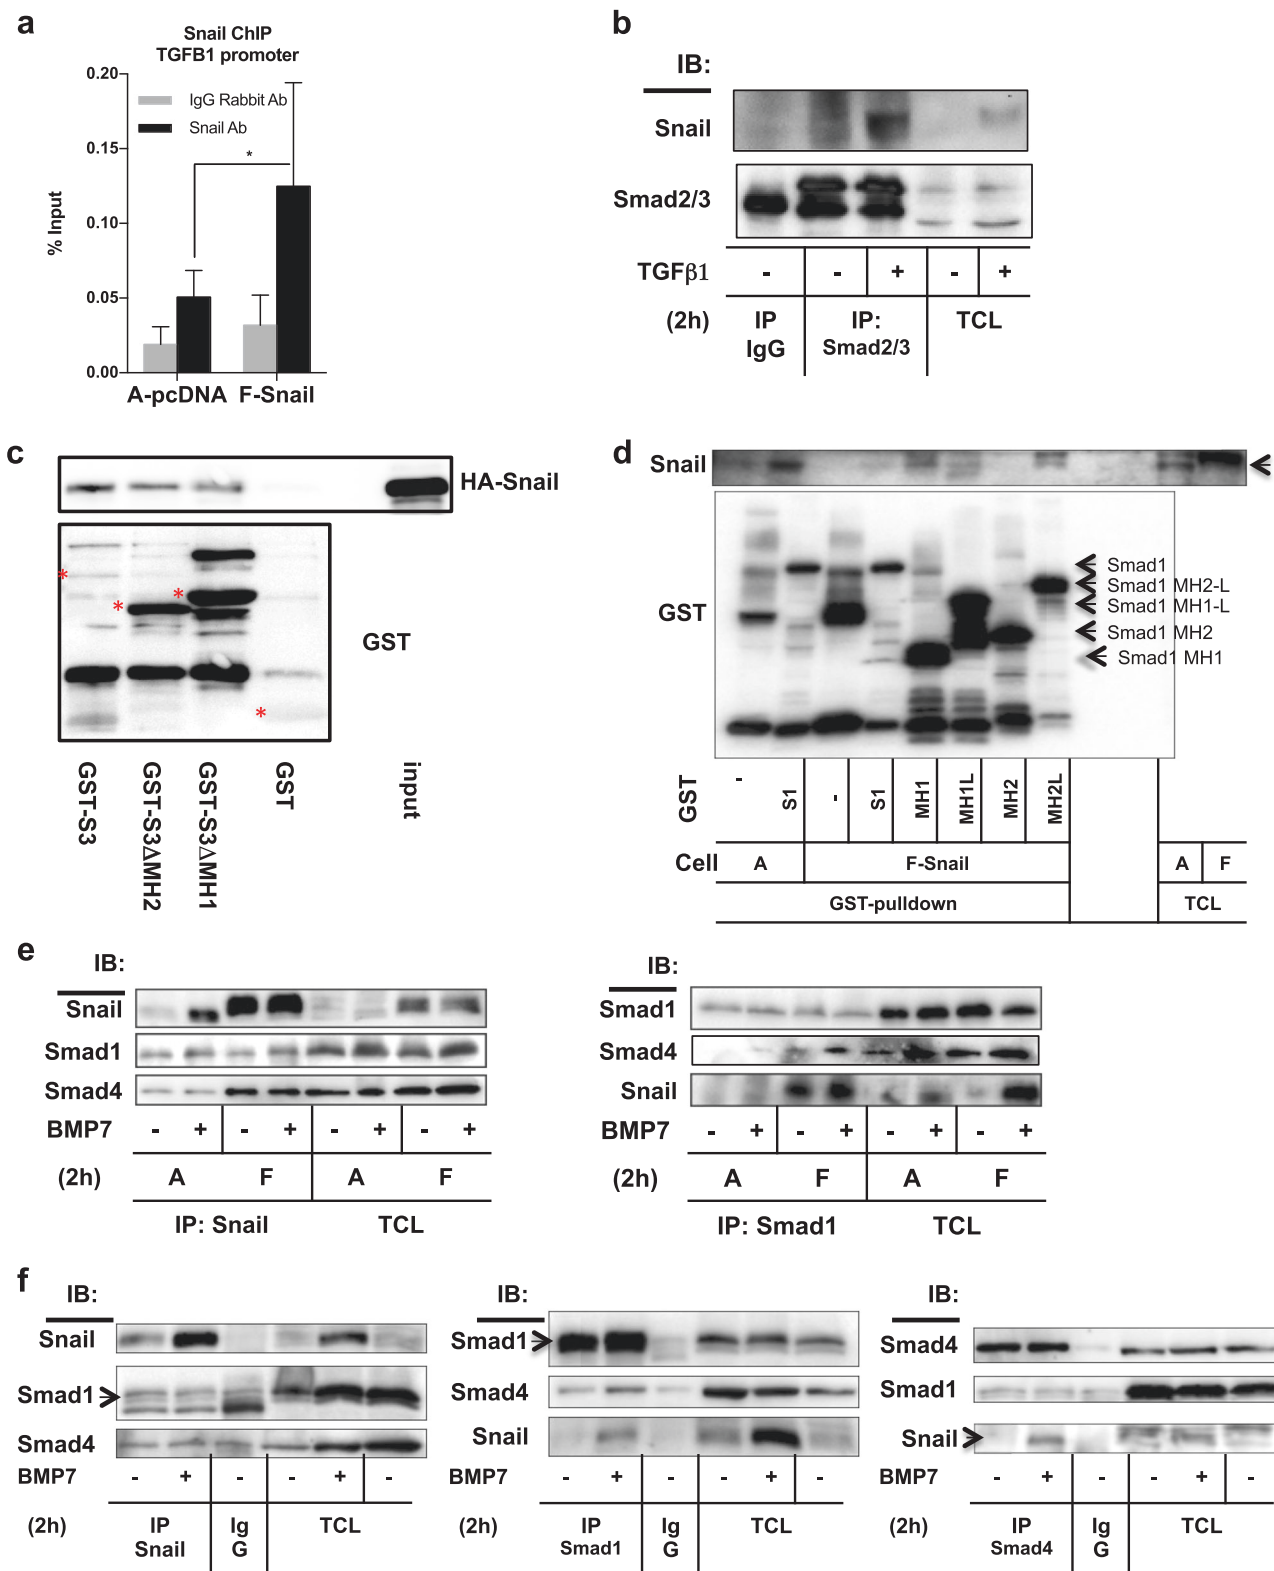 a
Snail ChIP
TGFB1 promoter
0.20
0.15
0.10
0.05
0.00
% Input
IgG Rabbit Ab
Snail Ab
*
A-pcDNA F-Snail
b
IB:
Snail
Smad2/3
TGFβ1 - - + - +
(2h) IP IP: TCL
IgG Smad2/3
c
HA-Snail
*
*
*
*
GST
GST-S3
GST-S3ΔMH2
GST-S3ΔMH1
GST
input
d
Snail
GST
Smad1
Smad1 MH2-L
Smad1 MH1-L
Smad1 MH2
Smad1 MH1
GST - S1 - S1 MH1 MH1L MH2 MH2L
Cell A F-Snail A F
GST-pulldown TCL
e
IB:
Snail
Smad1
Smad4
BMP7 - + - + - + - +
(2h) A F A F
IP: Snail TCL
IB:
Smad1
Smad4
Snail
BMP7 - + - + - + - +
(2h) A F A F
IP: Smad1 TCL
f
IB:
Snail
Smad1
Smad4
BMP7 - + - - + -
(2h) IP Ig TCL
Snail G
IB:
Smad1
Smad4
Snail
BMP7 - + - - + -
(2h) IP Ig TCL
Smad1 G
IB:
Smad4
Smad1
Snail
BMP7 - + - - + -
(2h) IP Ig TCL
Smad4 G